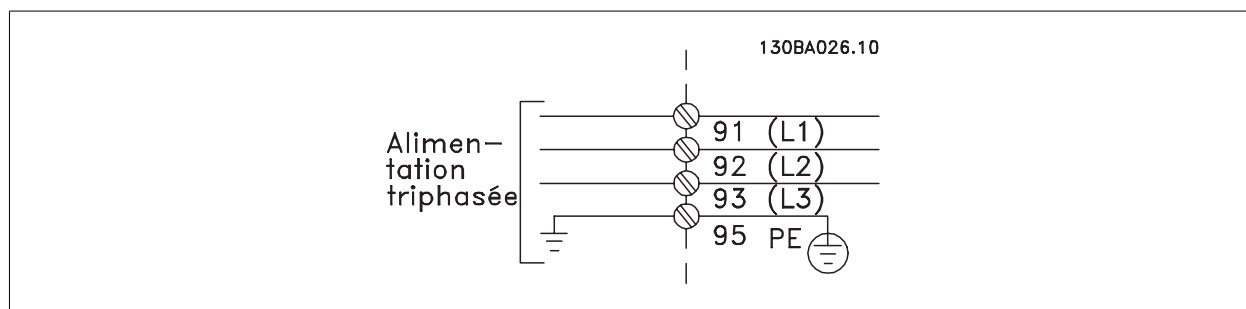 130BA026.10
Alimen-
tation
triphasée
91 (L1)
92 (L2)
93 (L3)
95 PE